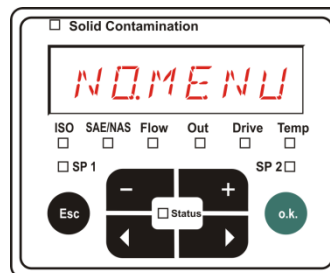 Solid Contamination
NO.MENU
ISO SAE/NAS Flow Out Drive Temp
SP 1 SP 2
- +
Esc Status o.k.